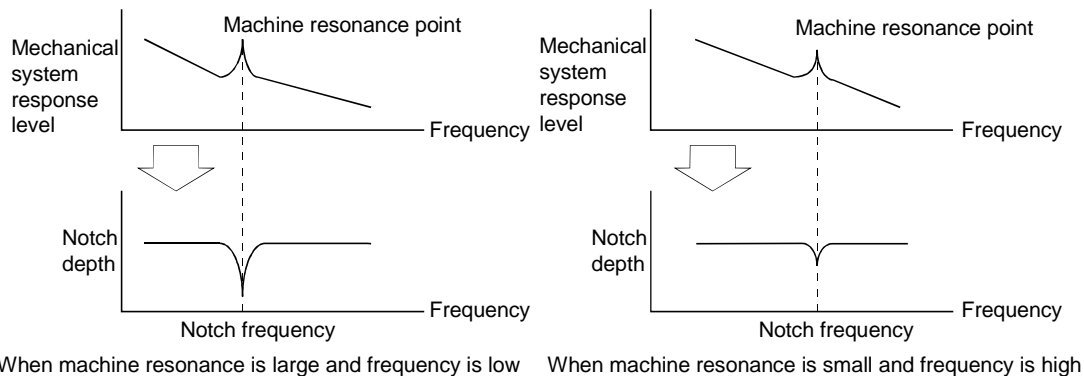 Machine resonance point
Mechanical
system
response
level
Frequency
Notch
depth
Frequency
Notch frequency
When machine resonance is large and frequency is low
Machine resonance point
Mechanical
system
response
level
Frequency
Notch
depth
Frequency
Notch frequency
When machine resonance is small and frequency is high